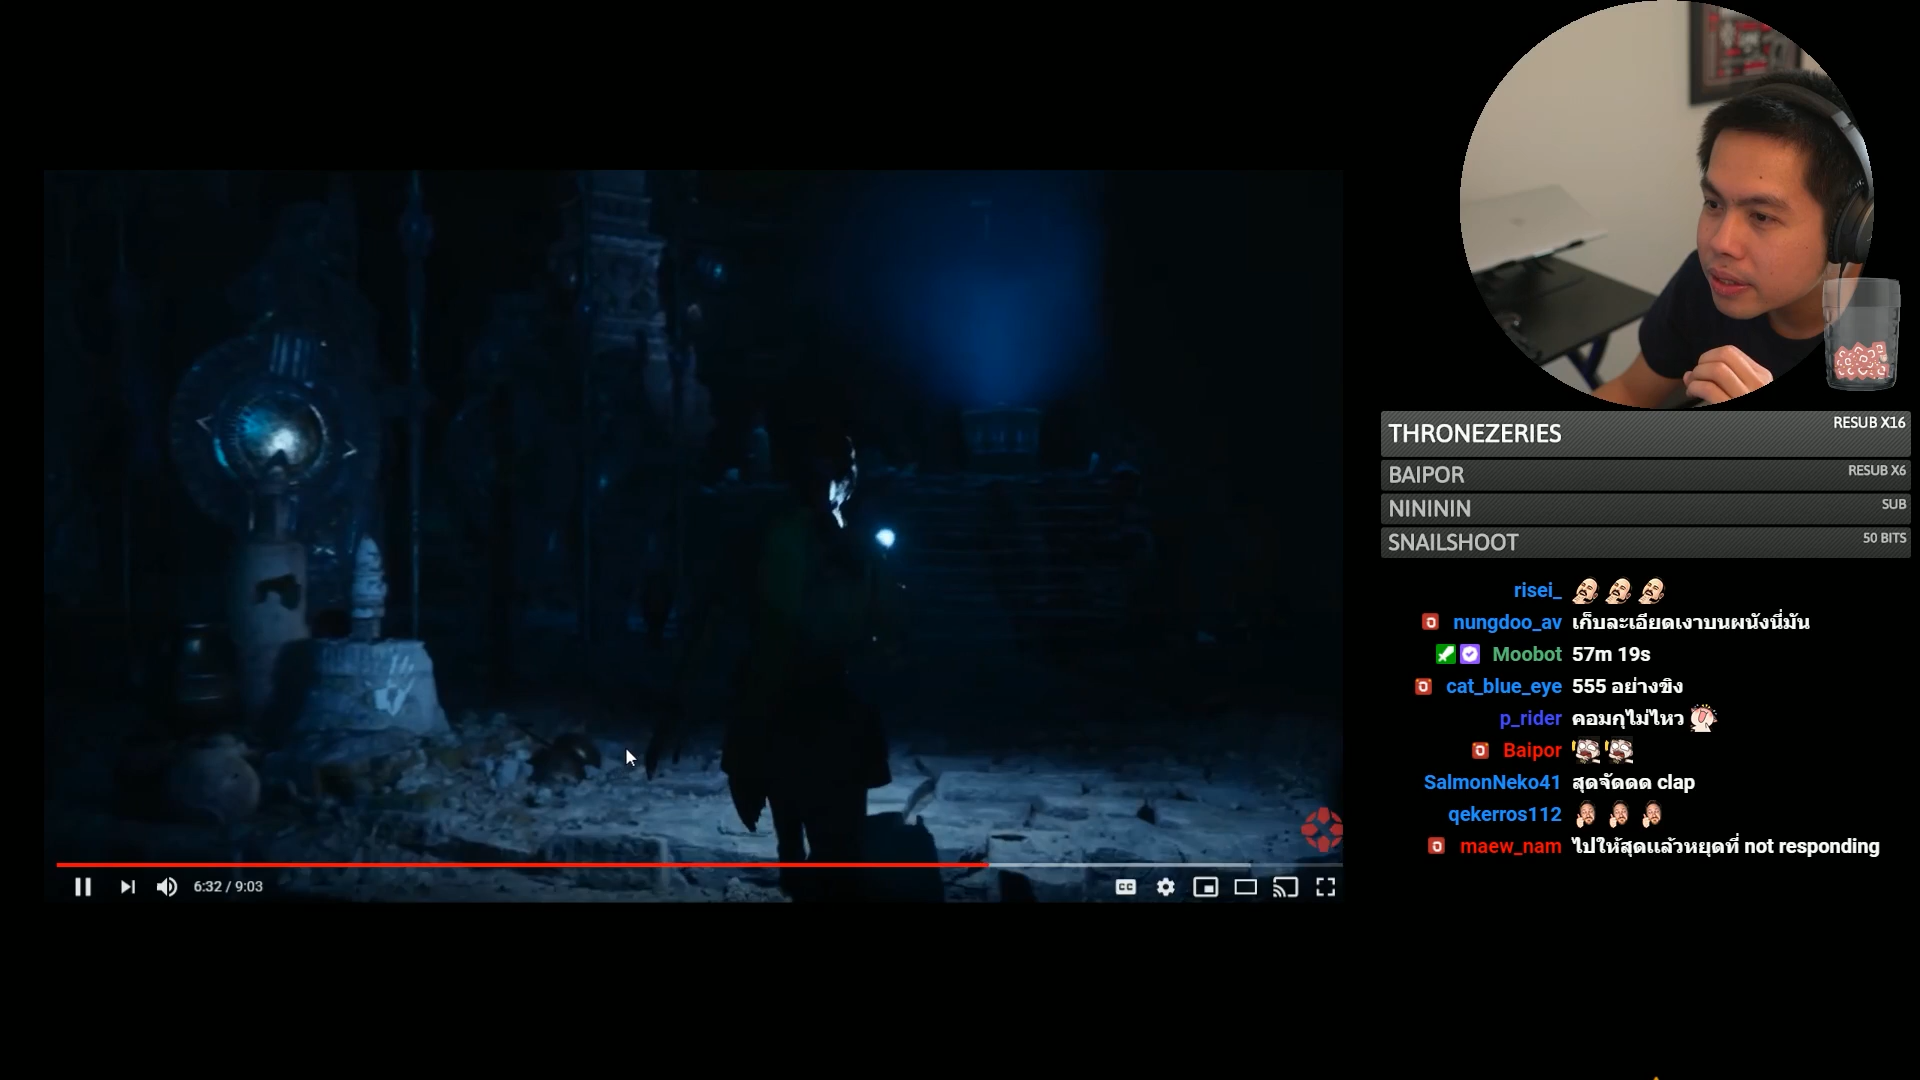 6:32 / 9:03
CC
THRONEZERIES RESUB X16
BAIPOR RESUB X6
NINININ SUB
SNAILSHOOT 50 BITS
risei_
nungdoo_av เก็บละเอียดเงาบนผนังนี่มัน
Moobot 57m 19s
cat_blue_eye 555 อย่างขิง
p_rider คอมกุไม่ไหว
Baipor
SalmonNeko41 สุดจัดดด clap
qekerros112
maew_nam ไปให้สุดแล้วหยุดที่ not responding